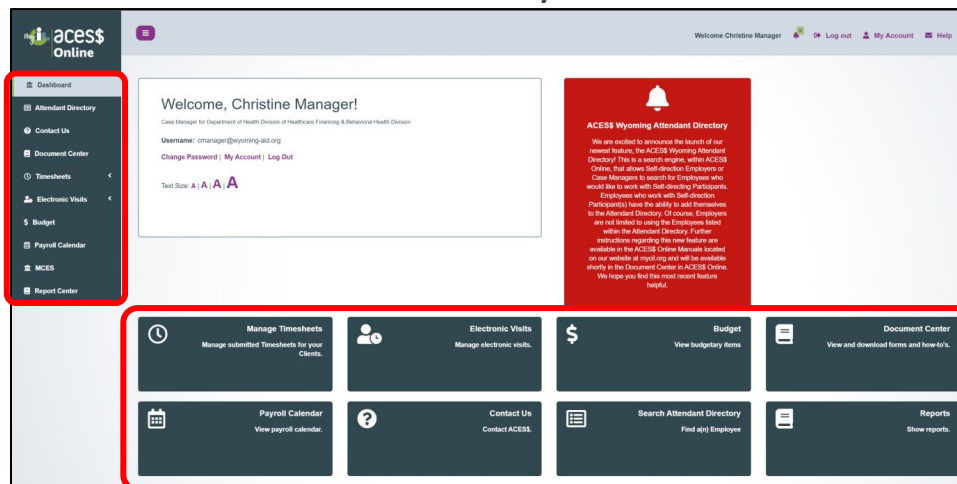 my i aces$
Online
Welcome Christine Manager
Log out
My Account
Help
Dashboard
Attendant Directory
Contact Us
Document Center
Timesheets
Electronic Visits
$ Budget
Payroll Calendar
MCES
Report Center
Welcome, Christine Manager!
Case Manager for Department of Health Division of Healthcare Financing & Behavioral Health Division
Username: cmanager@wyoming-aid.org
Change Password | My Account | Log Out
Text Size: A | A | A | A
ACES$ Wyoming Attendant Directory
We are excited to announce the launch of our
newest feature, the ACES$ Wyoming Attendant
Directory! This is a search engine, within ACES$
Online, that allows Self-direction Employers or
Case Managers to search for Employees who
would like to work with Self-directing Participants.
Employees who work with Self-direction
Participant(s) have the ability to add themselves
to the Attendant Directory. Of course, Employers
are not limited to using the Employees listed
within the Attendant Directory. Further
instructions regarding this new feature are
available in the ACES$ Online Manuals located
on our website at mycil.org and will be available
shortly in the Document Center in ACES$ Online.
We hope you find this most recent feature
helpful.
Manage Timesheets
Manage submitted Timesheets for your
Clients.
Electronic Visits
Manage electronic visits.
$
Budget
View budgetary items
Document Center
View and download forms and how-to's.
Payroll Calendar
View payroll calendar.
Contact Us
Contact ACES$.
Search Attendant Directory
Find a(n) Employee
Reports
Show reports.